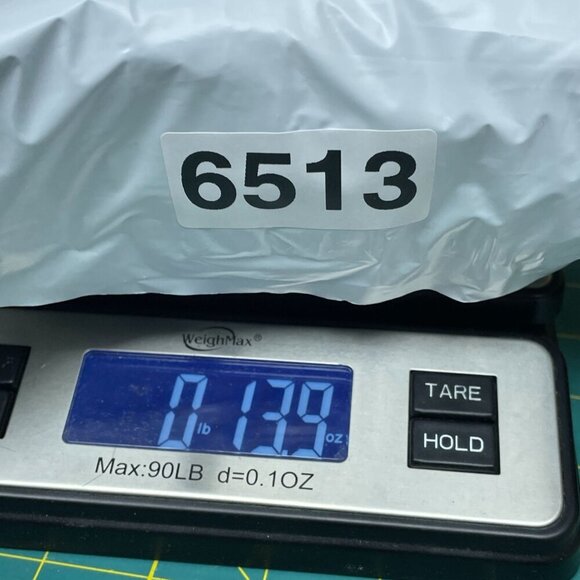 6513
WeighMax®
TARE
0 lb 13.9 oz
HOLD
Max:90LB d=0.1OZ